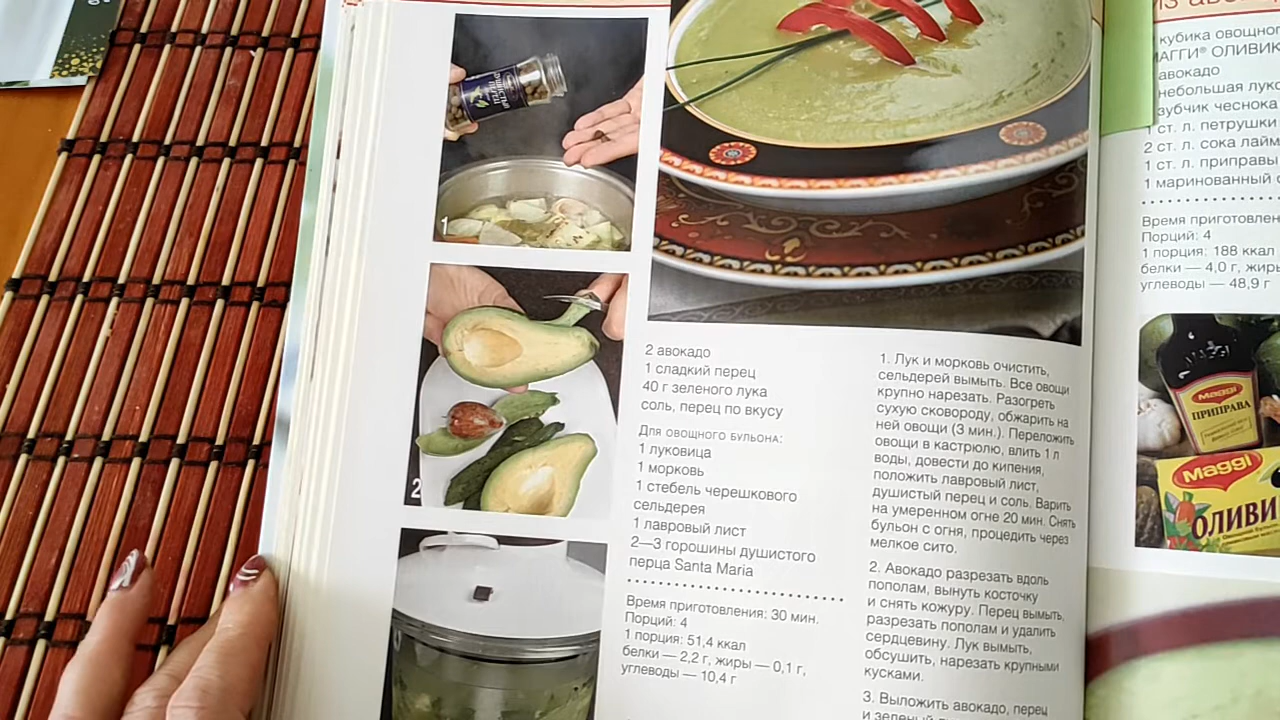 1
2
2 авокадо
1 сладкий перец
40 г зеленого лука
соль, перец по вкусу
Для овощного бульона:
1 луковица
1 морковь
1 стебель черешкового
сельдерея
1 лавровый лист
2—3 горошины душистого
перца Santa Maria
Время приготовления: 30 мин.
Порций: 4
1 порция: 51,4 ккал
белки — 2,2 г, жиры — 0,1 г,
углеводы — 10,4 г
1. Лук и морковь очистить,
сельдерей вымыть. Все овощи
крупно нарезать. Разогреть
сухую сковороду, обжарить на
ней овощи (3 мин.). Переложить
овощи в кастрюлю, влить 1 л
воды, довести до кипения,
положить лавровый лист,
душистый перец и соль. Варить
на умеренном огне 20 мин. Снять
бульон с огня, процедить через
мелкое сито.
2. Авокадо разрезать вдоль
пополам, вынуть косточку
и снять кожуру. Перец вымыть,
разрезать пополам и удалить
сердцевину. Лук вымыть,
обсушить, нарезать крупными
кусками.
3. Выложить авокадо, перец
и зеленый
кубика
авокадо
небольшая
зубчик чеснока
1 ст. л. петрушки
2 ст. л. сока
1 ст. л. приправы
1 маринованный
Время
Порций: 4
1 порция: 188 ккал
белки — 4,0 г,
углеводы — 48,9 г
MAGGI
Maggi
ПРИПРАВА
Maggi